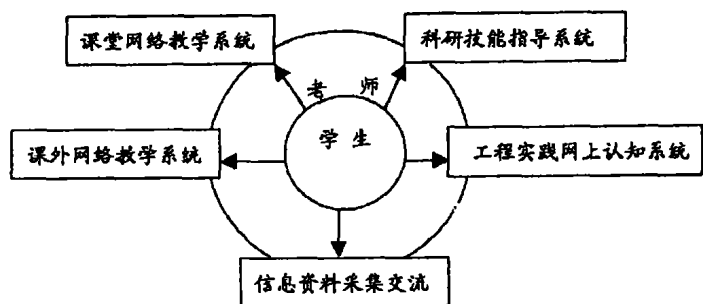 课堂网络教学系统
科研技能指导系统
老 师
学 生
课外网络教学系统
工程实践网上认知系统
信息资料采集交流